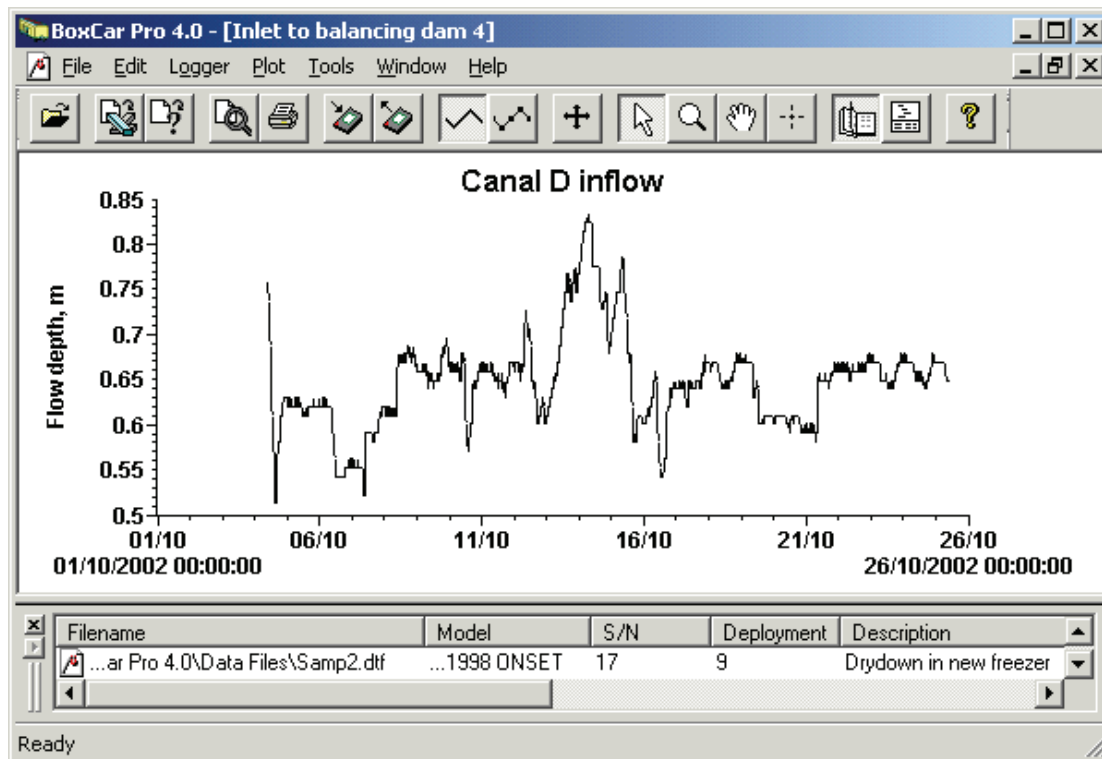 BoxCar Pro 4.0 - [Inlet to balancing dam 4]
File Edit Logger Plot Tools Window Help
Canal D inflow
Flow depth, m
0.85
0.8
0.75
0.7
0.65
0.6
0.55
0.5
01/10 06/10 11/10 16/10 21/10 26/10
01/10/2002 00:00:00 26/10/2002 00:00:00
Filename Model S/N Deployment Description
...ar Pro 4.0\Data Files\Samp2.dtf ...1998 ONSET 17 9 Drydown in new freezer
Ready